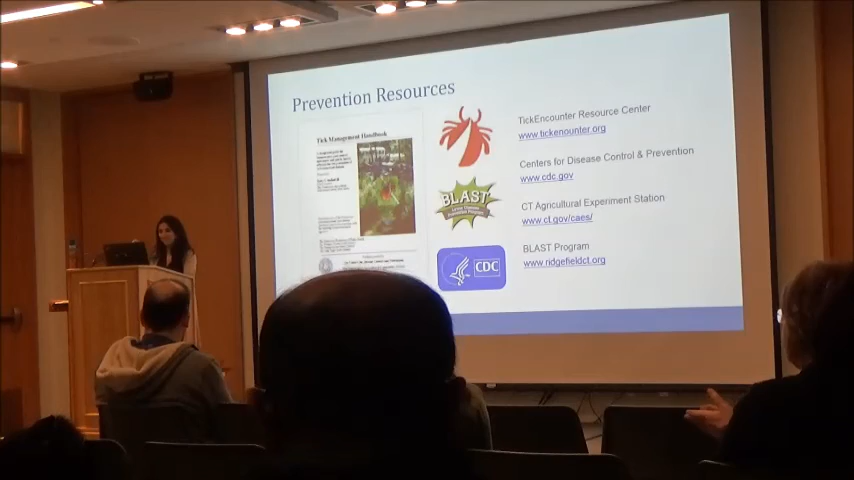 Prevention Resources
Tick Management Handbook
BLAST
CDC
TickEncounter Resource Center
www.tickencounter.org
Centers for Disease Control & Prevention
www.cdc.gov
CT Agricultural Experiment Station
www.ct.gov/caes/
BLAST Program
www.ridgefieldct.org